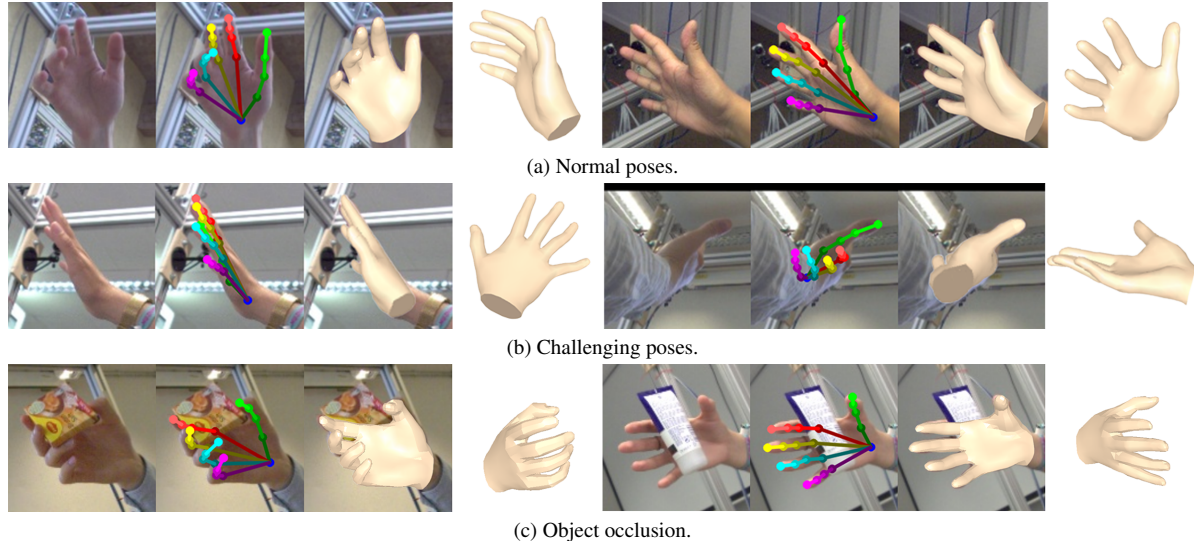 (a) Normal poses.
(b) Challenging poses.
(c) Object occlusion.